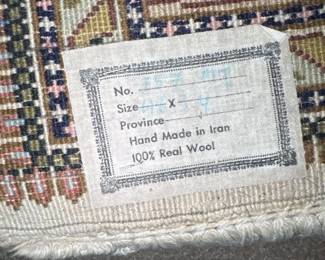 No.
Size X
Province
Hand Made in Iran
100% Real Wool